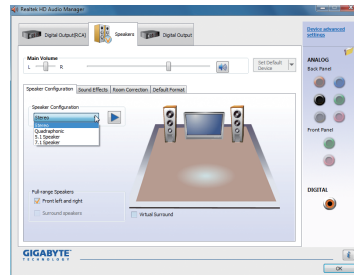 Realtek HD Audio Manager
Digital Output(RCA)
Speakers
Digital Output
Device advanced
settings
Main Volume
L
R
Set Default
Device
ANALOG
Back Panel
Speaker Configuration
Sound Effects
Room Correction
Default Format
Speaker Configuration
Stereo
Stereo
Quadraphonic
5.1 Speaker
7.1 Speaker
Front Panel
Full-range Speakers
Front left and right
Surround speakers
Virtual Surround
DIGITAL
GIGABYTE
TECHNOLOGY
i
OK